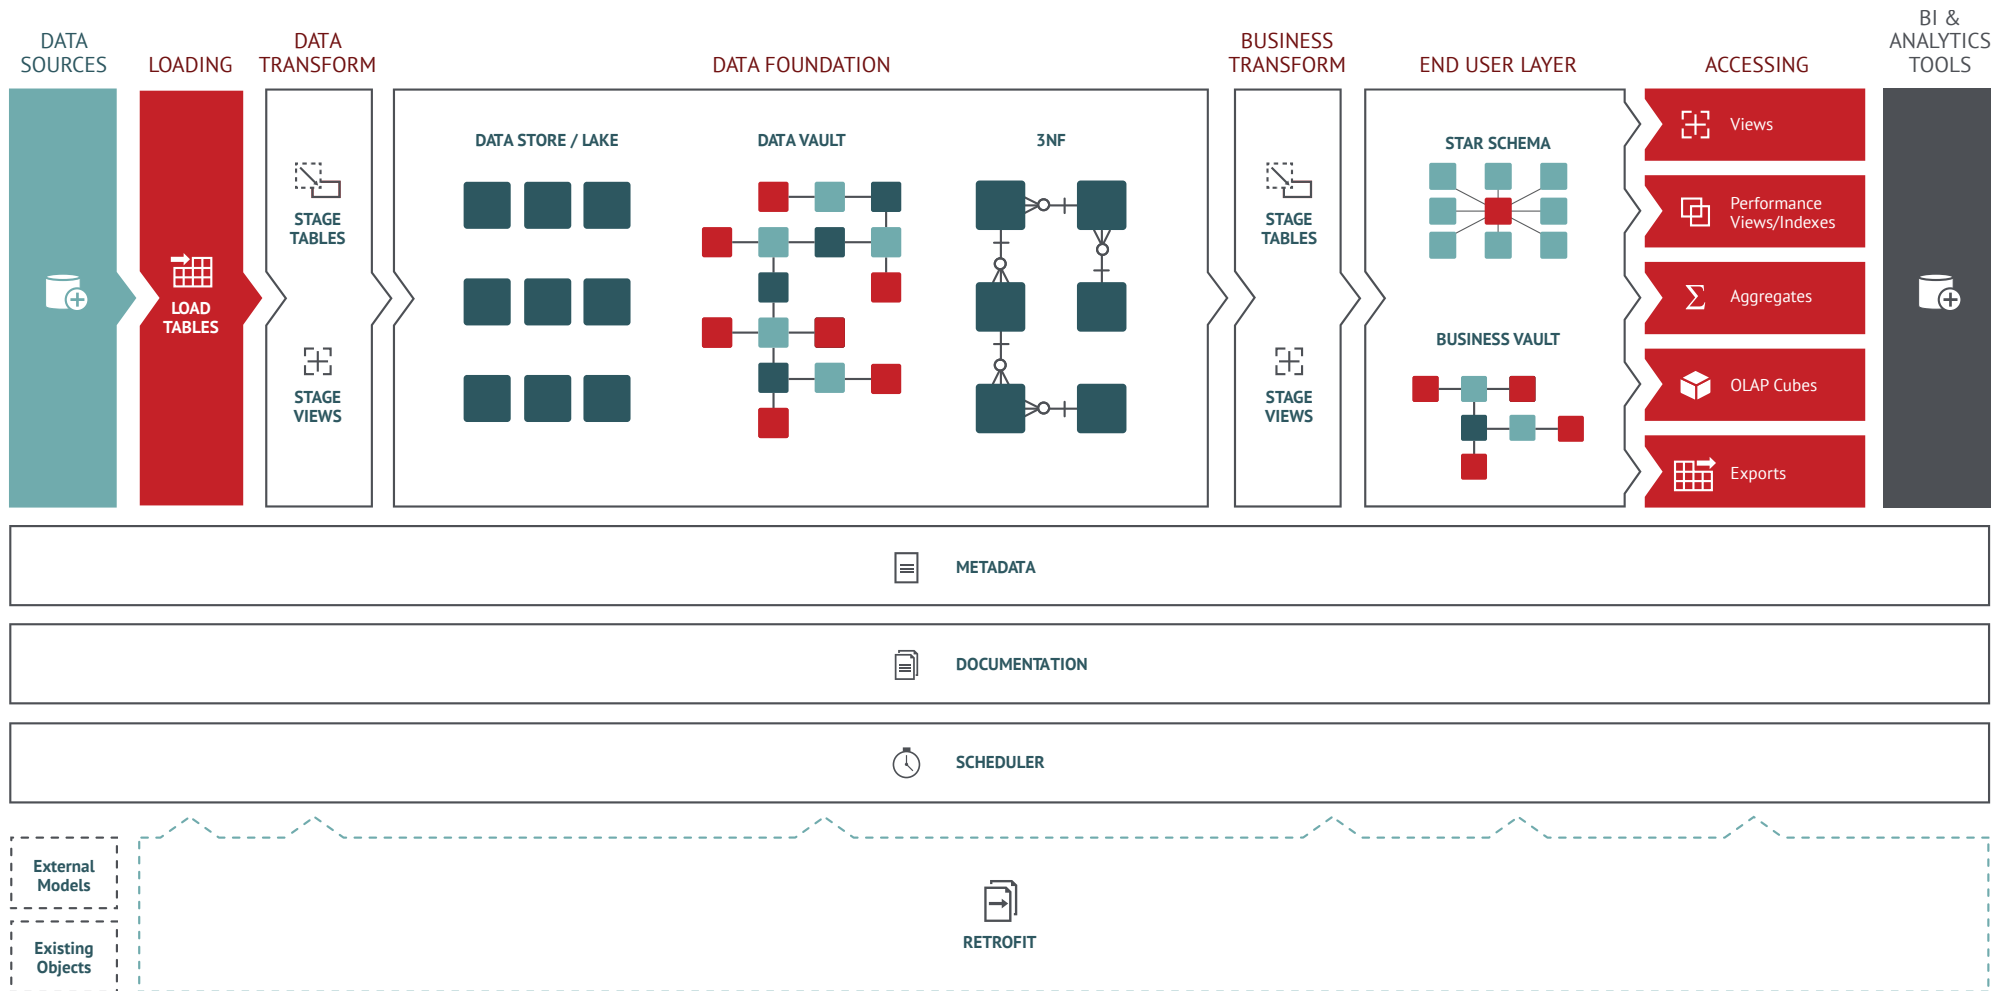 DATA
SOURCES
LOADING
DATA
TRANSFORM
DATA FOUNDATION
BUSINESS
TRANSFORM
END USER LAYER
ACCESSING
BI &
ANALYTICS
TOOLS
LOAD
TABLES
STAGE
TABLES
STAGE
VIEWS
DATA STORE / LAKE
DATA VAULT
3NF
STAGE
TABLES
STAGE
VIEWS
STAR SCHEMA
BUSINESS VAULT
Views
Performance
Views/Indexes
Σ
Aggregates
OLAP Cubes
Exports
METADATA
DOCUMENTATION
SCHEDULER
External
Models
Existing
Objects
RETROFIT